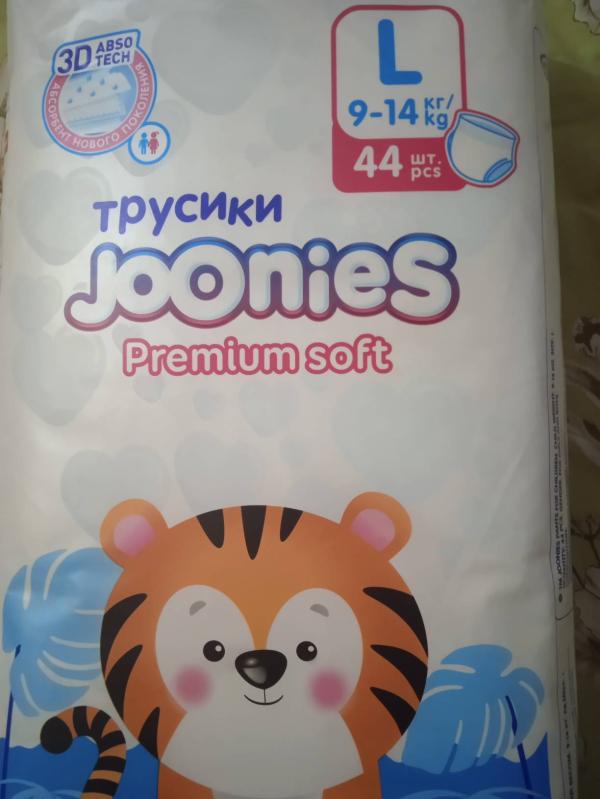 3D ABSO
TECH
АБСОРБЕНТ НОВОГО ПОКОЛЕНИЯ
L
9-14 кг/
kg
44 шт.
pcs
трусики
Joonies
Premium soft